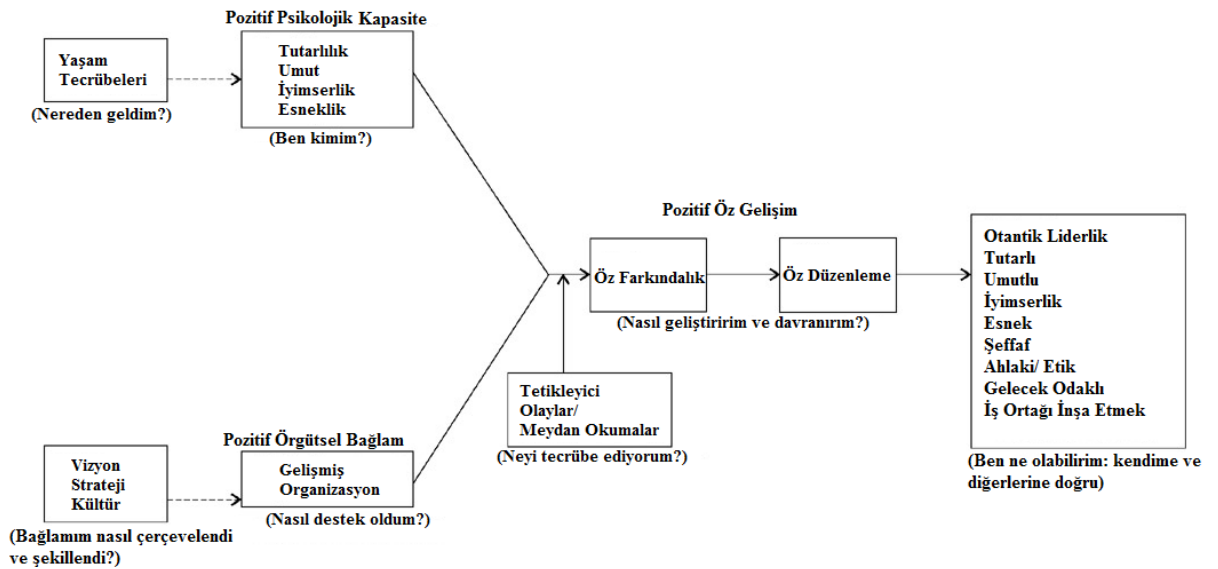 Pozitif Psikolojik Kapasite
Yaşam
Tecrübeleri
(Nereden geldim?)
Tutarlılık
Umut
İyimserlik
Esneklik
(Ben kimim?)
Pozitif Öz Gelişim
Öz Farkındalık
Öz Düzenleme
(Nasıl geliştiririm ve davranırım?)
Otantik Liderlik
Tutarlı
Umutlu
İyimserlik
Esnek
Şeffaf
Ahlaki/ Etik
Gelecek Odaklı
İş Ortağı İnşa Etmek
(Ben ne olabilirim: kendime ve
diğerlerine doğru)
Tetikleyici
Olaylar/
Meydan Okumalar
(Neyi tecrübe ediyorum?)
Pozitif Örgütsel Bağlam
Vizyon
Strateji
Kültür
(Bağlamım nasıl çerçevelendi
ve şekillendi?)
Gelişmiş
Organizasyon
(Nasıl destek oldum?)